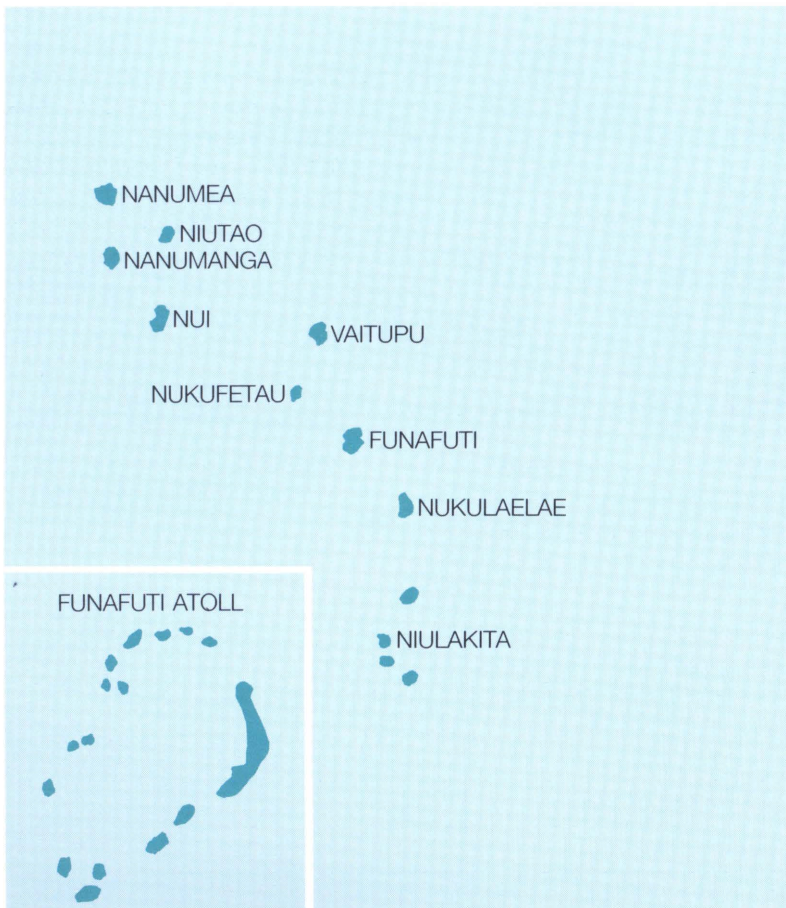 NANUMEA
NIUTAO
NANUMANGA
NUI
VAITUPU
NUKUFETAU
FUNAFUTI
NUKULAELAE
FUNAFUTI ATOLL
NIULAKITA